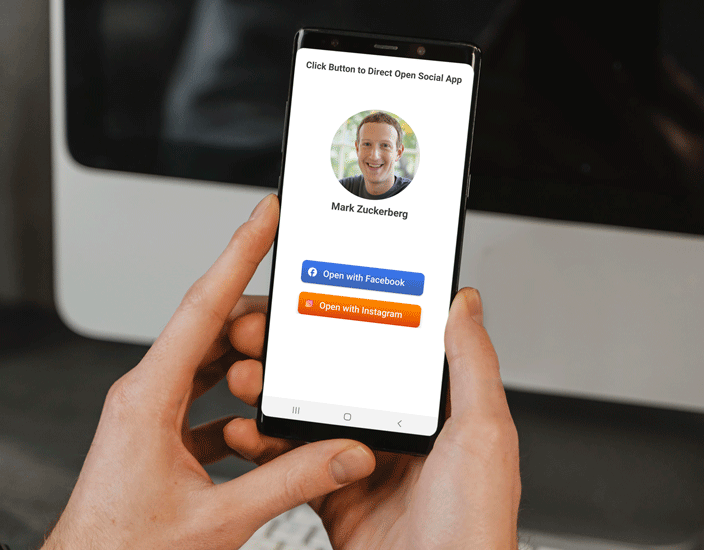 Click Button to Direct Open Social App
Mark Zuckerberg
Open with Facebook
Open with Instagram